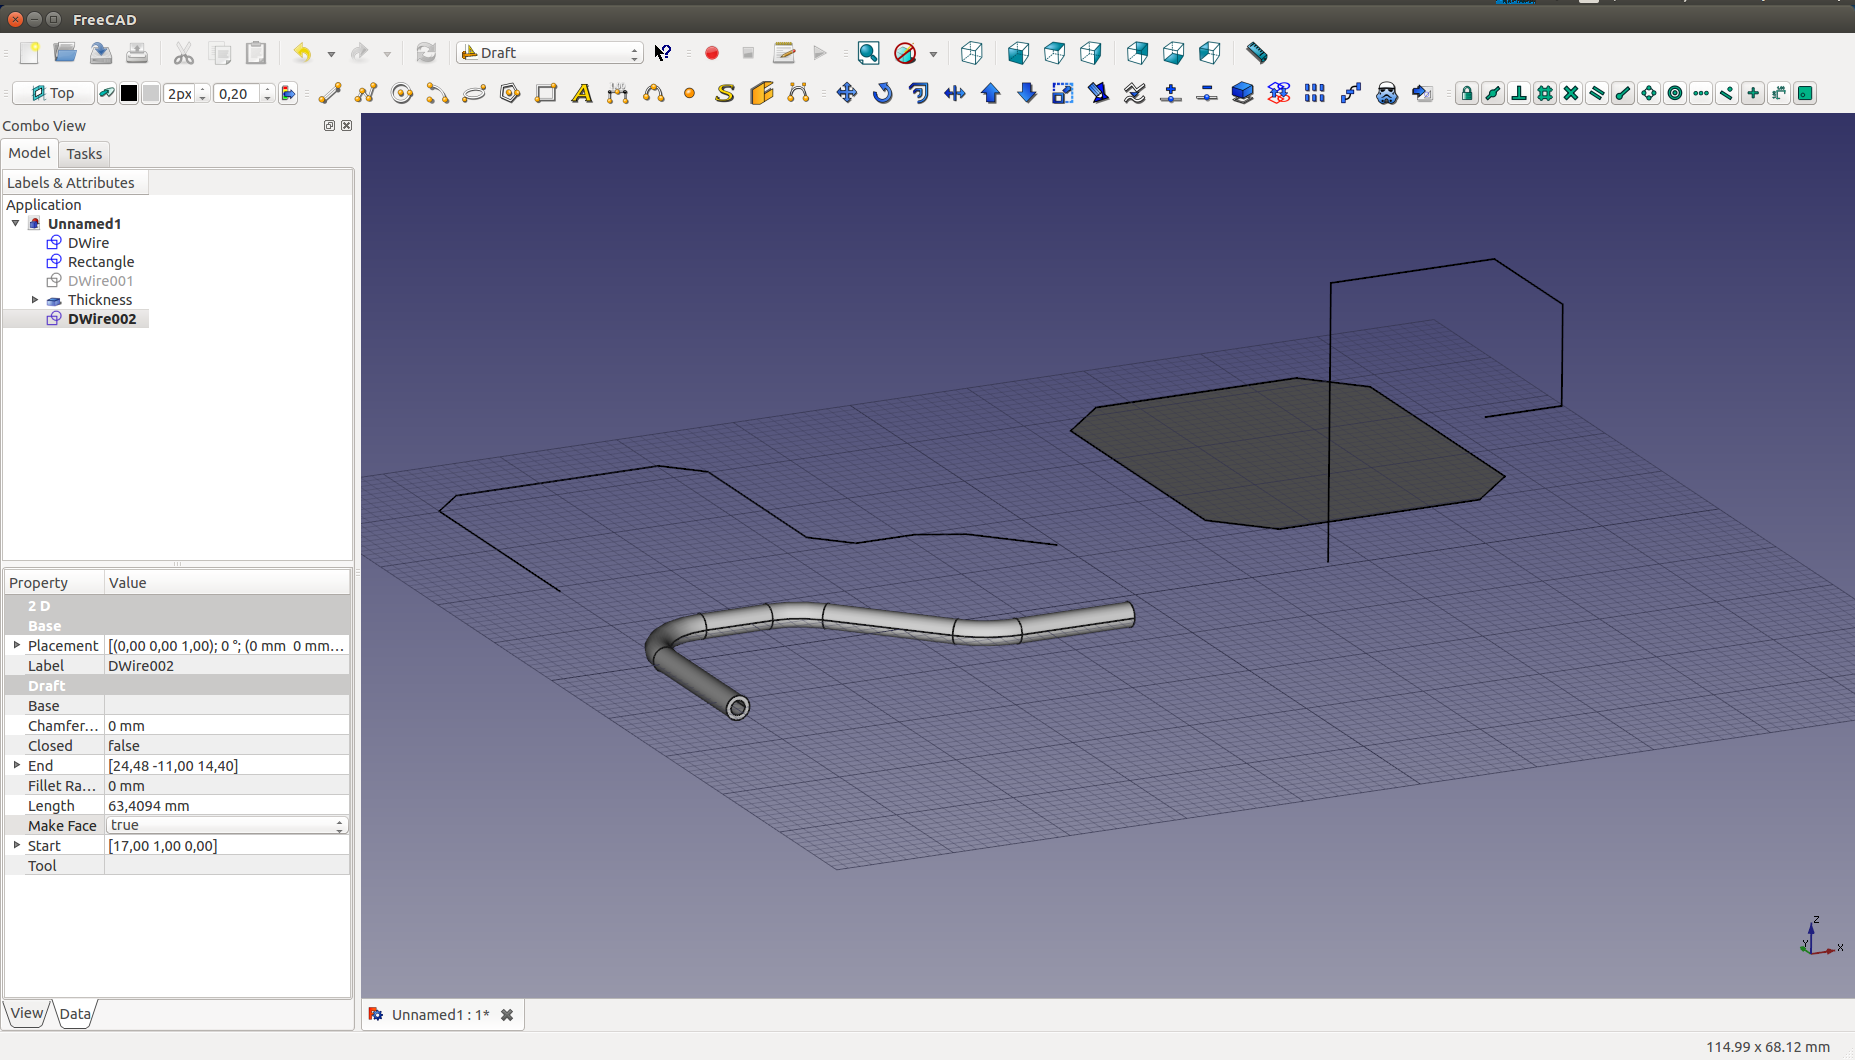 FreeCAD
Draft
Top
2px
0,20
Combo View
Model
Tasks
Labels & Attributes
Application
Unnamed1
DWire
Rectangle
DWire001
Thickness
DWire002
Property Value
2 D
Base
Placement [(0,00 0,00 1,00); 0 °; (0 mm 0 mm...
Label DWire002
Draft
Base
Chamfer... 0 mm
Closed false
End [24,48 -11,00 14,40]
Fillet Ra... 0 mm
Length 63,4094 mm
Make Face true
Start [17,00 1,00 0,00]
Tool
Z
Y
X
View
Data
Unnamed1 : 1*
114.99 x 68.12 mm